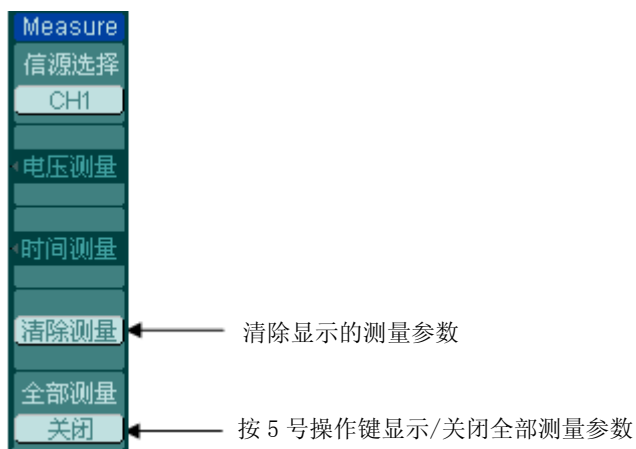 Measure
信源选择
CH1
电压测量
时间测量
清除测量
清除显示的测量参数
全部测量
关闭
按5号操作键显示/关闭全部测量参数